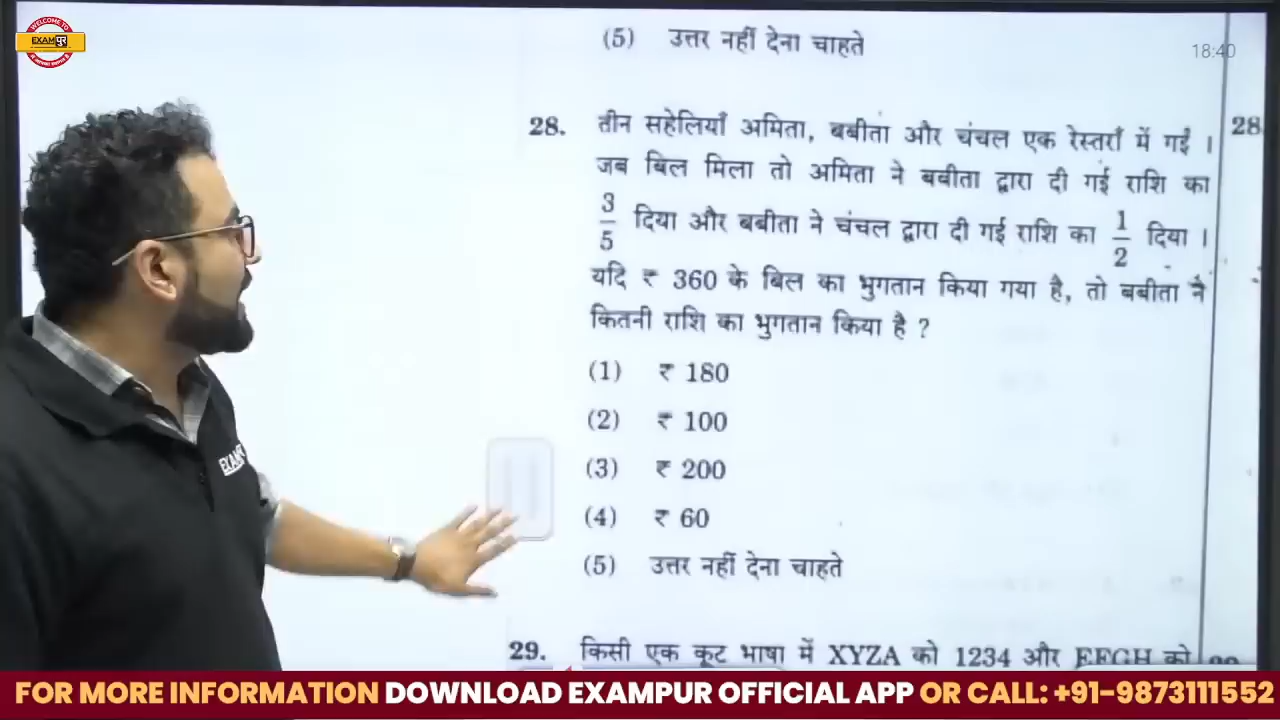 WELCOME TO
EXAMपुर
(5) उत्तर नहीं देना चाहते
18:40
28. तीन सहेलियाँ अमिता, बबीता और चंचल एक रेस्तराँ में गईं ।
28
जब बिल मिला तो अमिता ने बबीता द्वारा दी गई राशि का
3/5 दिया और बबीता ने चंचल द्वारा दी गई राशि का 1/2 दिया ।
यदि ₹ 360 के बिल का भुगतान किया गया है, तो बबीता ने
कितनी राशि का भुगतान किया है ?
(1) ₹ 180
(2) ₹ 100
(3) ₹ 200
(4) ₹ 60
(5) उत्तर नहीं देना चाहते
29. किसी एक कूट भाषा में XYZA को 1234 और EFGH को
FOR MORE INFORMATION DOWNLOAD EXAMPUR OFFICIAL APP OR CALL: +91-9873111552